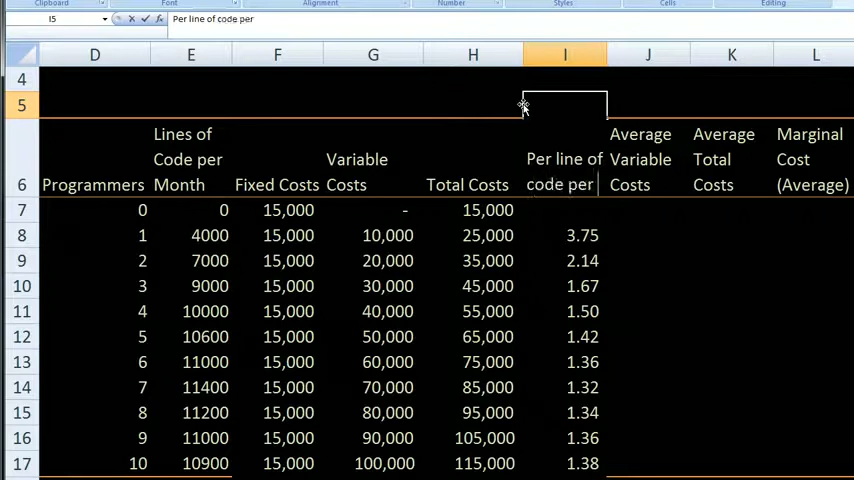 Clipboard Font Alignment Number Styles Cells Editing
I5 fx Per line of code per
D E F G H I J K L
4
5
Lines of Average Average Marginal
Code per Variable Per line of Variable Total Cost
6 Programmers Month Fixed Costs Costs Total Costs code per Costs Costs (Average)
7 0 0 15,000 - 15,000
8 1 4000 15,000 10,000 25,000 3.75
9 2 7000 15,000 20,000 35,000 2.14
10 3 9000 15,000 30,000 45,000 1.67
11 4 10000 15,000 40,000 55,000 1.50
12 5 10600 15,000 50,000 65,000 1.42
13 6 11000 15,000 60,000 75,000 1.36
14 7 11400 15,000 70,000 85,000 1.32
15 8 11200 15,000 80,000 95,000 1.34
16 9 11000 15,000 90,000 105,000 1.36
17 10 10900 15,000 100,000 115,000 1.38